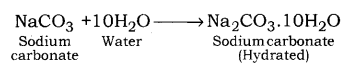 NaCO₃ +10H₂O ⟶ Na₂CO₃.10H₂O
Sodium Water Sodium carbonate
carbonate (Hydrated)